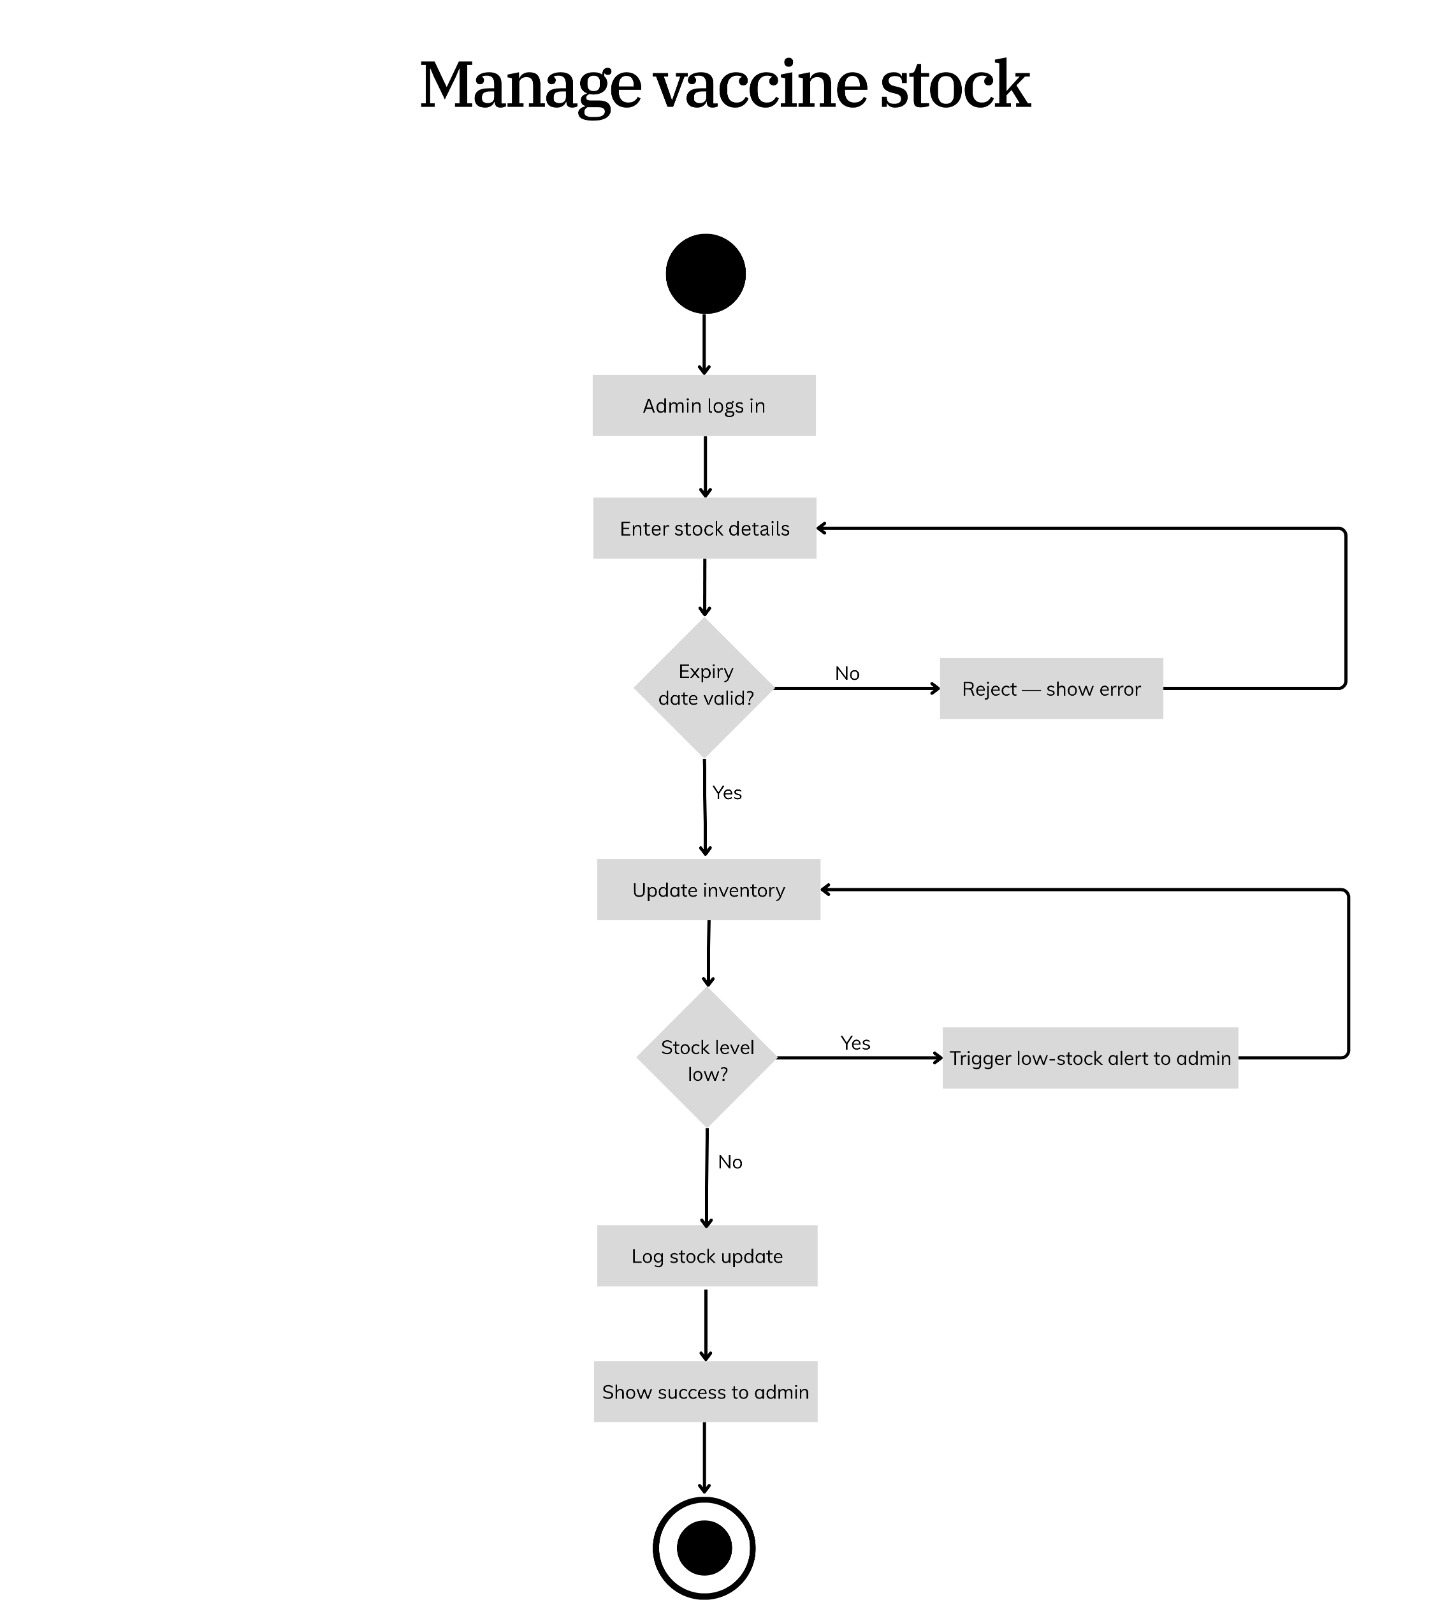 Manage vaccine stock
Admin logs in
Enter stock details
Expiry
date valid?
No
Reject — show error
Yes
Update inventory
Stock level
low?
Yes
Trigger low-stock alert to admin
No
Log stock update
Show success to admin